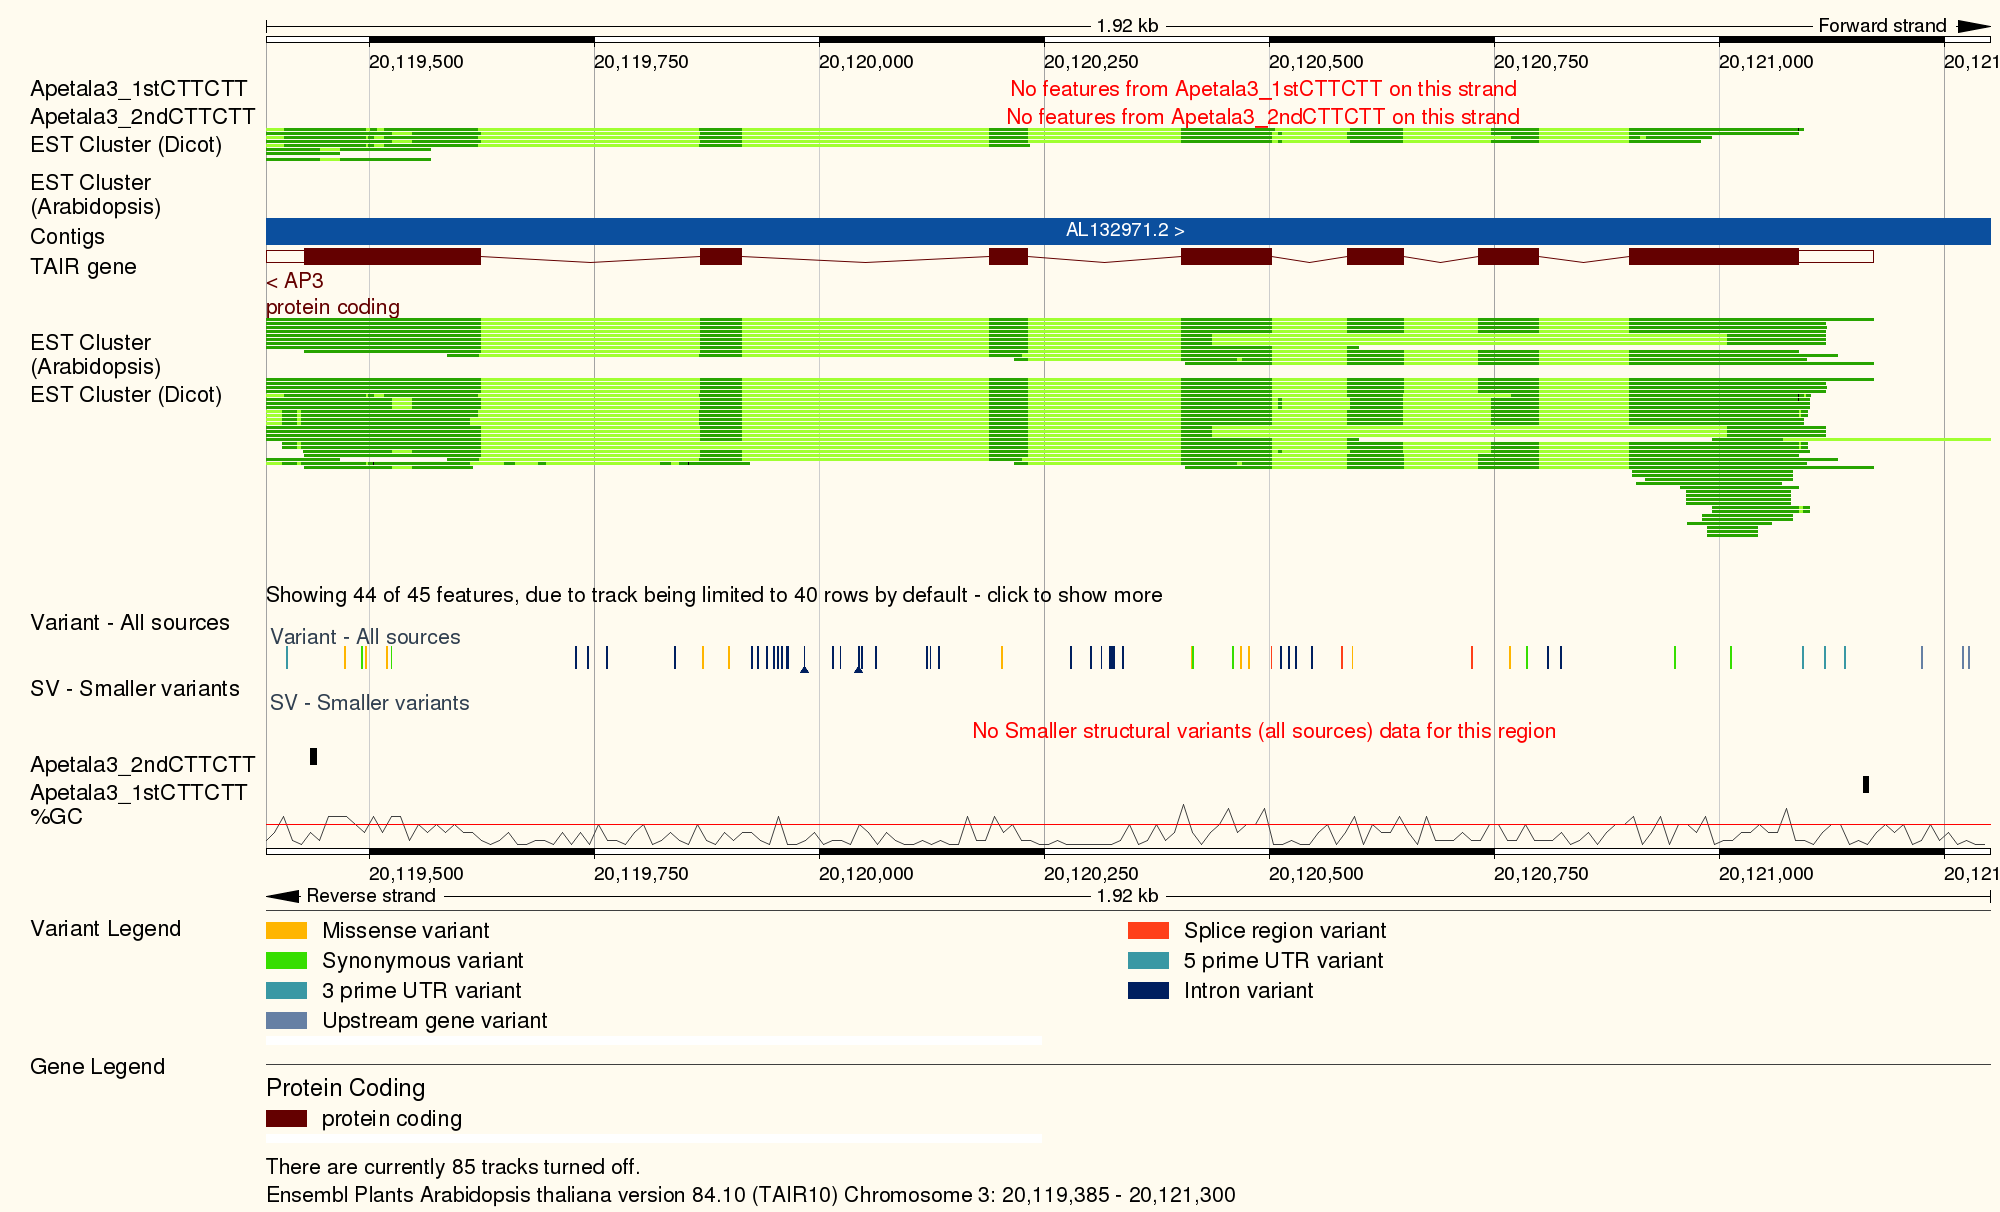 1.92 kb Forward strand
20,119,500 20,119,750 20,120,000 20,120,250 20,120,500 20,120,750 20,121,000 20,121
Apetala3_1stCTTCTT No features from Apetala3_1stCTTCTT on this strand
Apetala3_2ndCTTCTT No features from Apetala3_2ndCTTCTT on this strand
EST Cluster (Dicot)
EST Cluster
(Arabidopsis)
Contigs AL132971.2 >
TAIR gene
< AP3
protein coding
EST Cluster
(Arabidopsis)
EST Cluster (Dicot)
Showing 44 of 45 features, due to track being limited to 40 rows by default - click to show more
Variant - All sources
Variant - All sources
SV - Smaller variants
SV - Smaller variants
No Smaller structural variants (all sources) data for this region
Apetala3_2ndCTTCTT
Apetala3_1stCTTCTT
%GC
20,119,500 20,119,750 20,120,000 20,120,250 20,120,500 20,120,750 20,121,000 20,121
Reverse strand 1.92 kb
Variant Legend
Missense variant Splice region variant
Synonymous variant 5 prime UTR variant
3 prime UTR variant Intron variant
Upstream gene variant
Gene Legend
Protein Coding
protein coding
There are currently 85 tracks turned off.
Ensembl Plants Arabidopsis thaliana version 84.10 (TAIR10) Chromosome 3: 20,119,385 - 20,121,300